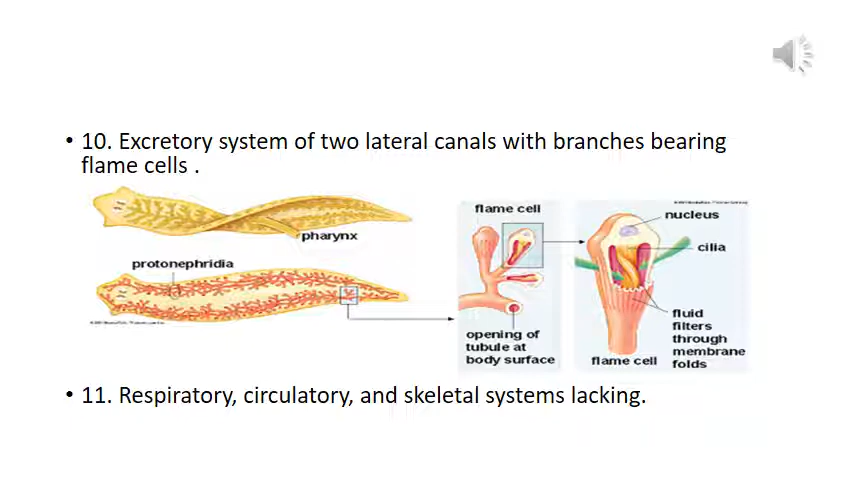 • 10. Excretory system of two lateral canals with branches bearing
flame cells .
pharynx
protonephridia
flame cell
opening of
tubule at
body surface
nucleus
cilia
fluid
filters
through
membrane
folds
flame cell
• 11. Respiratory, circulatory, and skeletal systems lacking.